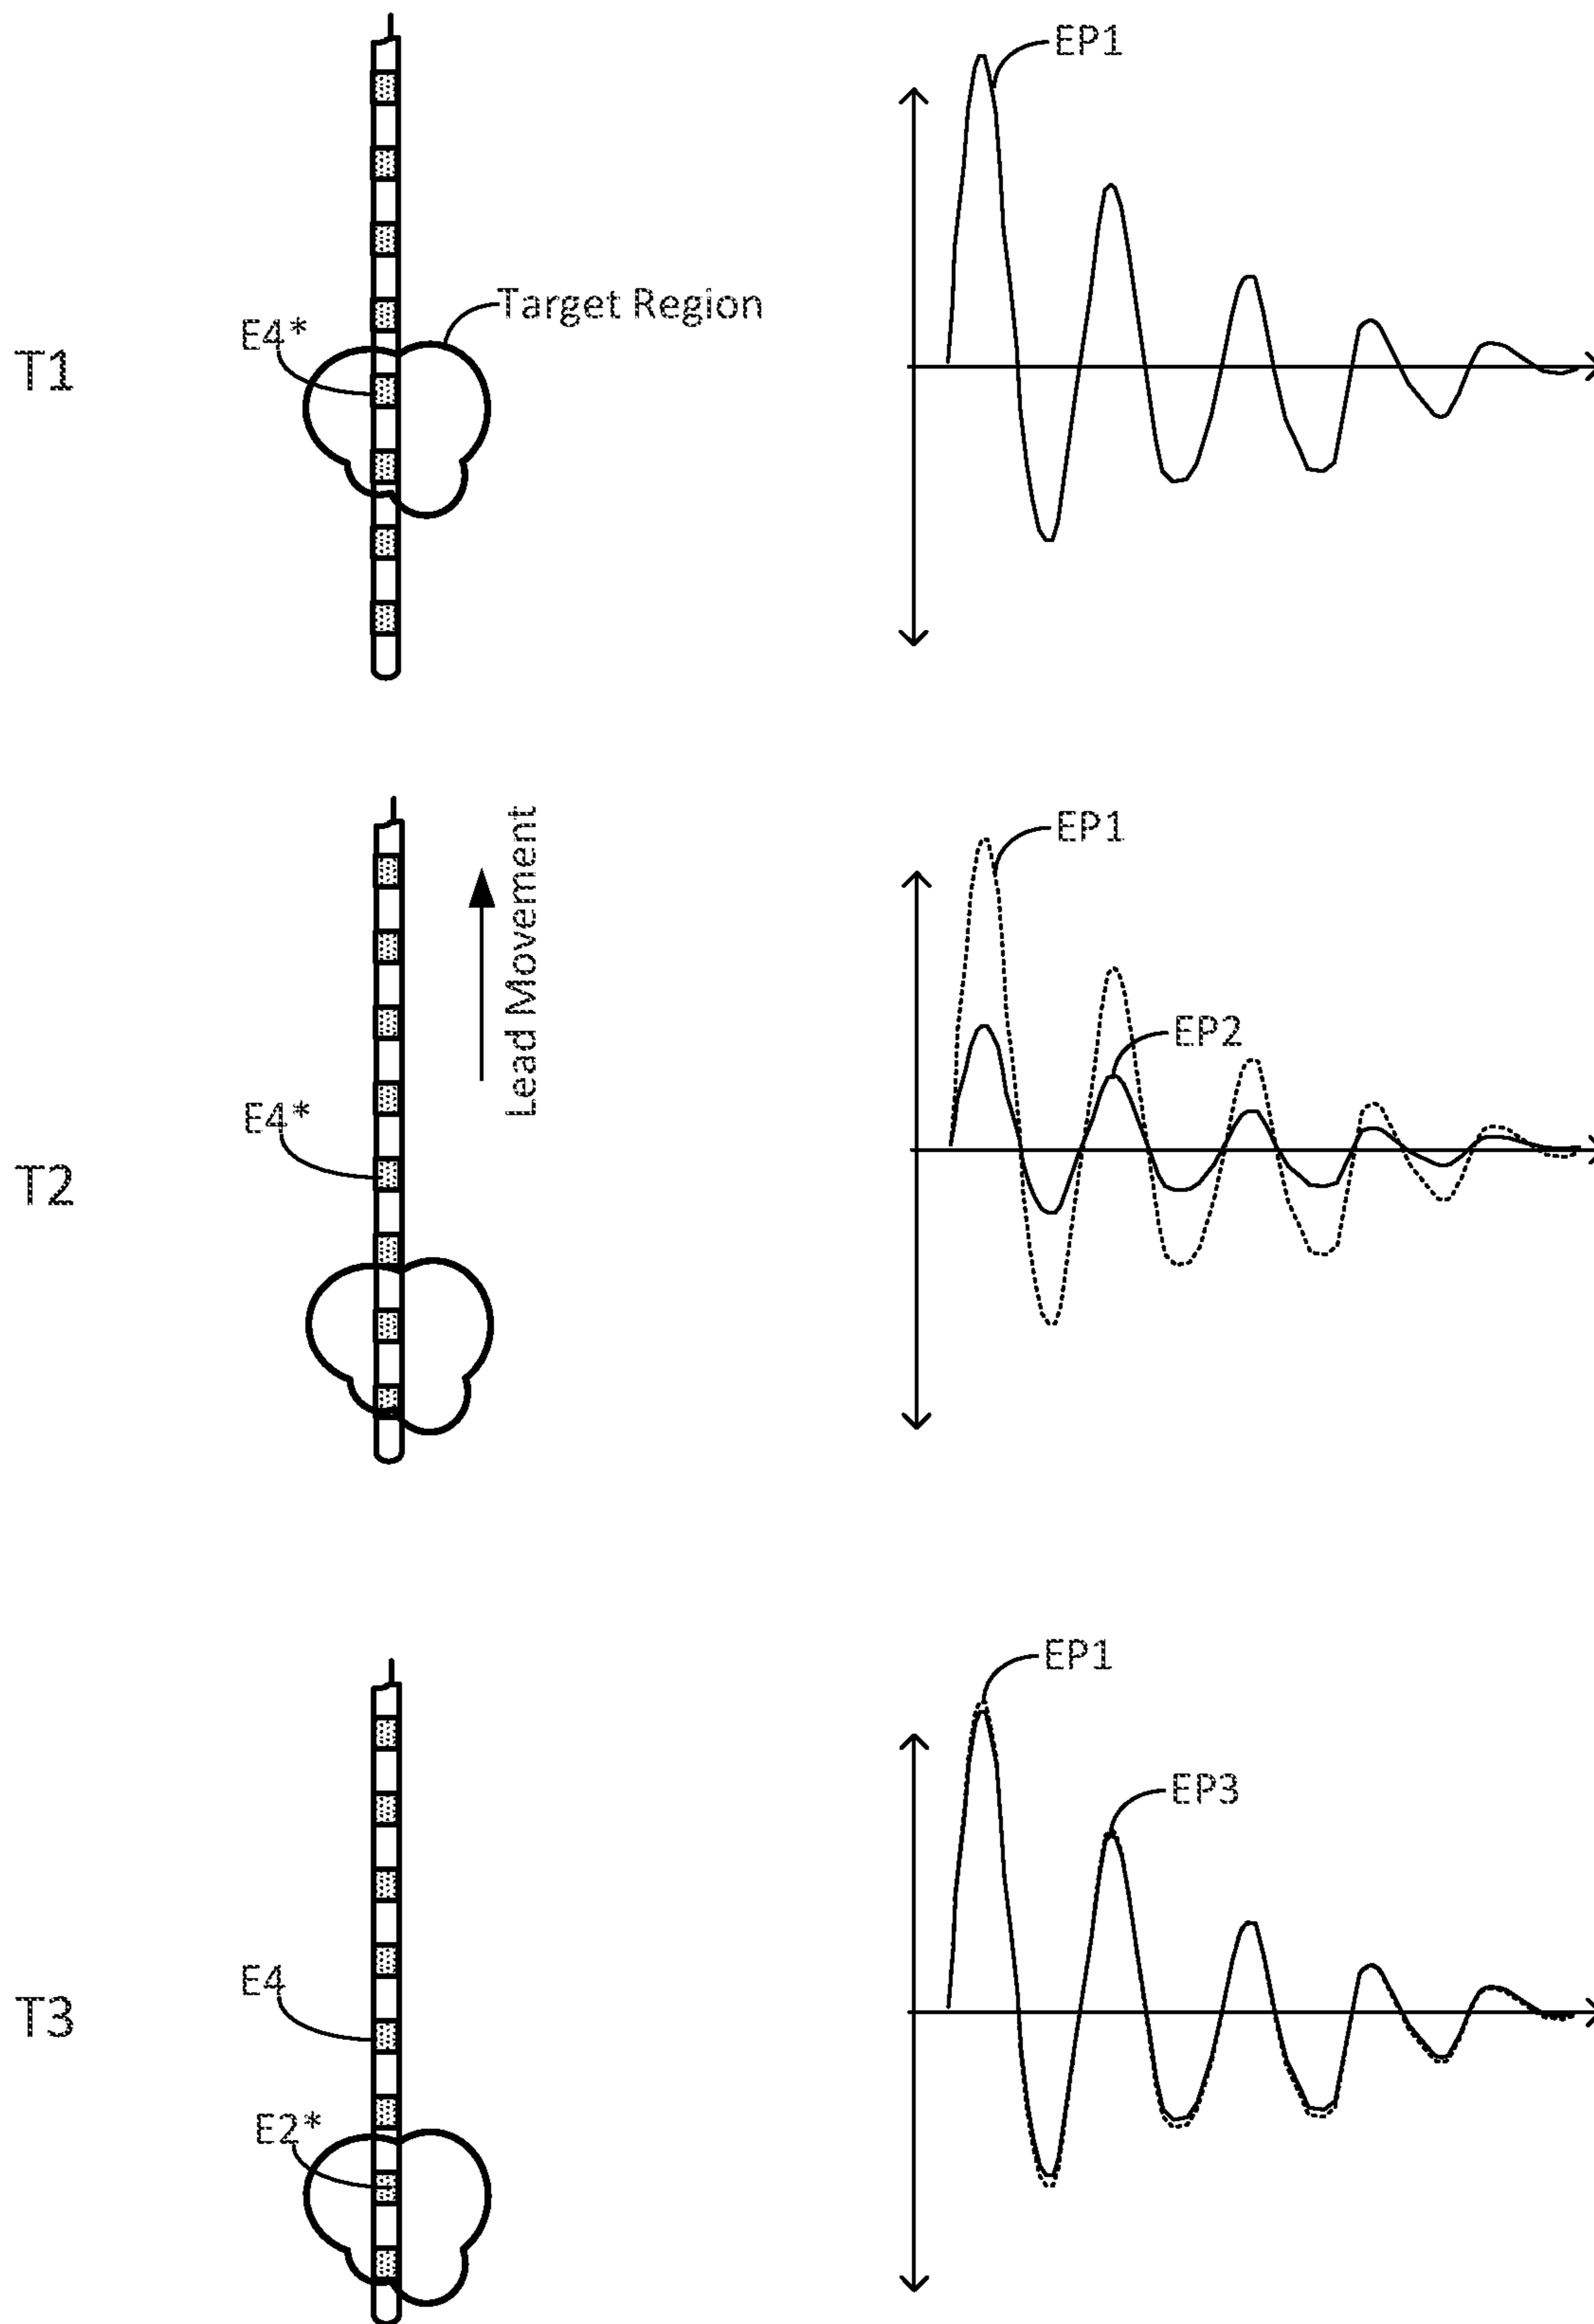 EP1
Target Region
E4*
T1
Lead Movement
EP1
EP2
E4*
T2
EP1
EP3
E4
T3
E2*